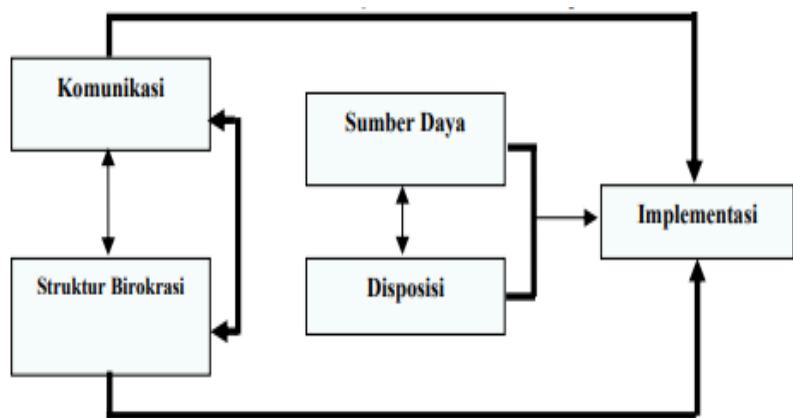 Komunikasi
Sumber Daya
Implementasi
Struktur Birokrasi
Disposisi